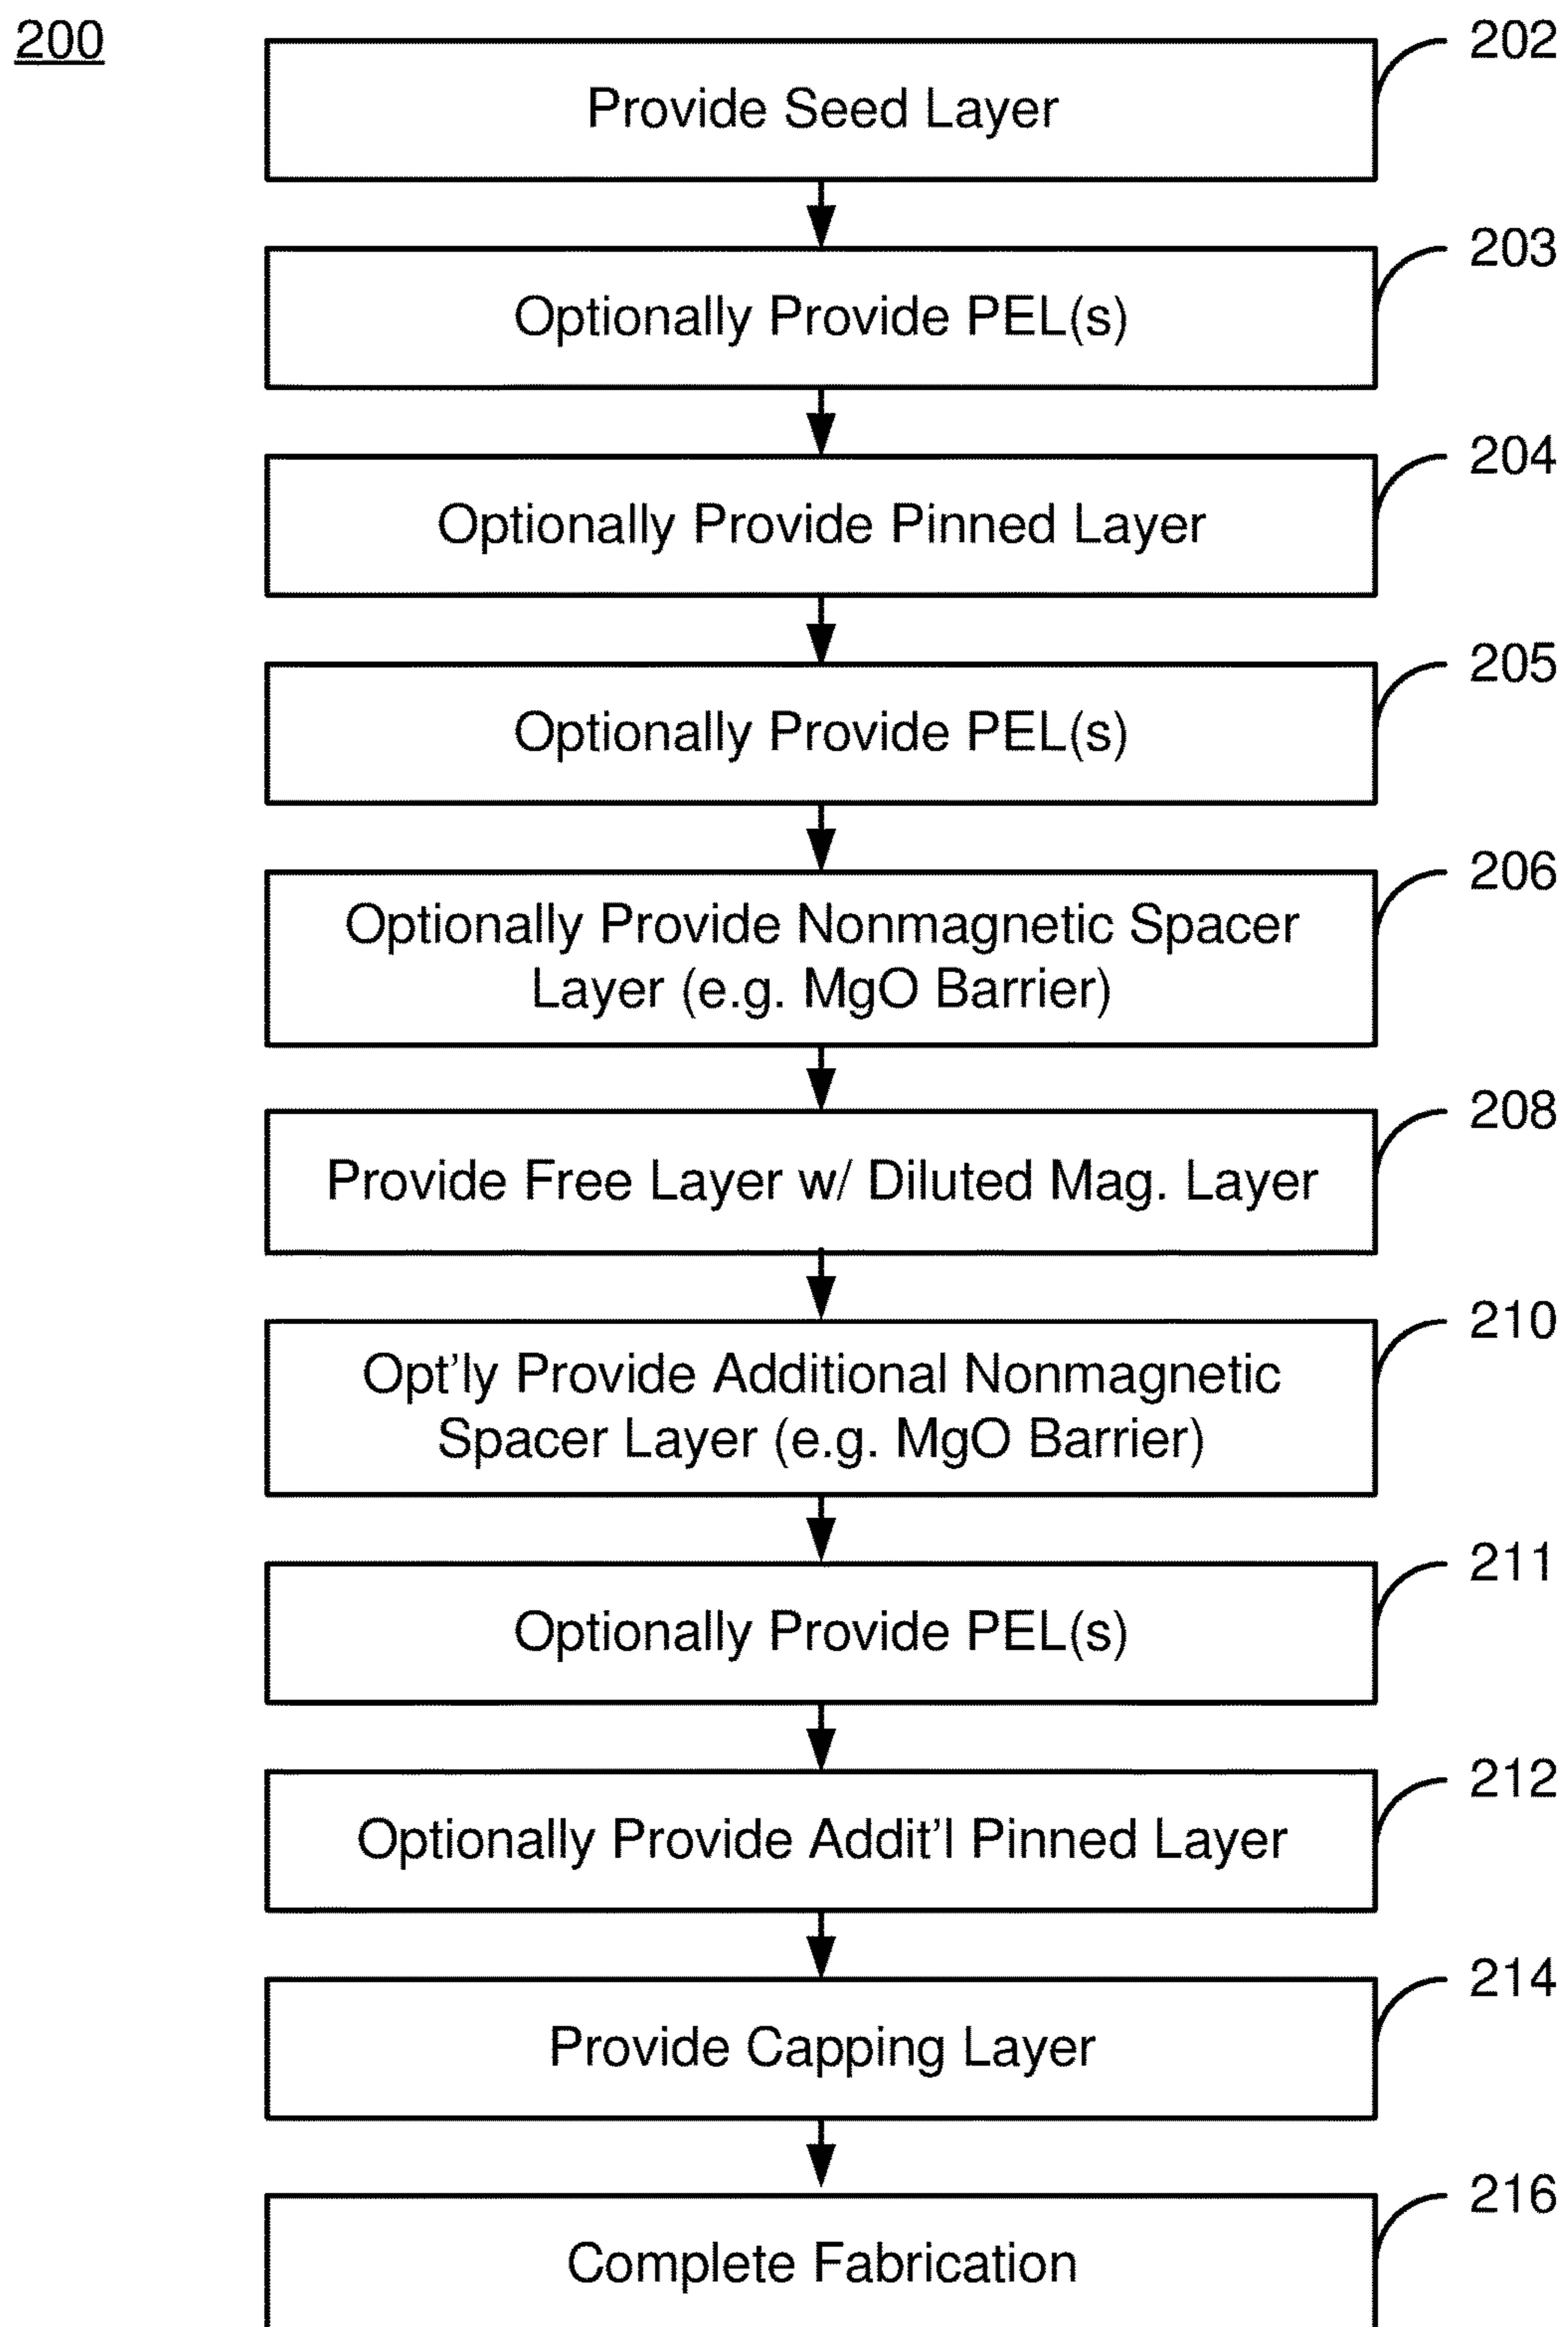 200
202
Provide Seed Layer
203
Optionally Provide PEL(s)
204
Optionally Provide Pinned Layer
205
Optionally Provide PEL(s)
206
Optionally Provide Nonmagnetic Spacer
Layer (e.g. MgO Barrier)
208
Provide Free Layer w/ Diluted Mag. Layer
210
Opt'ly Provide Additional Nonmagnetic
Spacer Layer (e.g. MgO Barrier)
211
Optionally Provide PEL(s)
212
Optionally Provide Addit'l Pinned Layer
214
Provide Capping Layer
216
Complete Fabrication